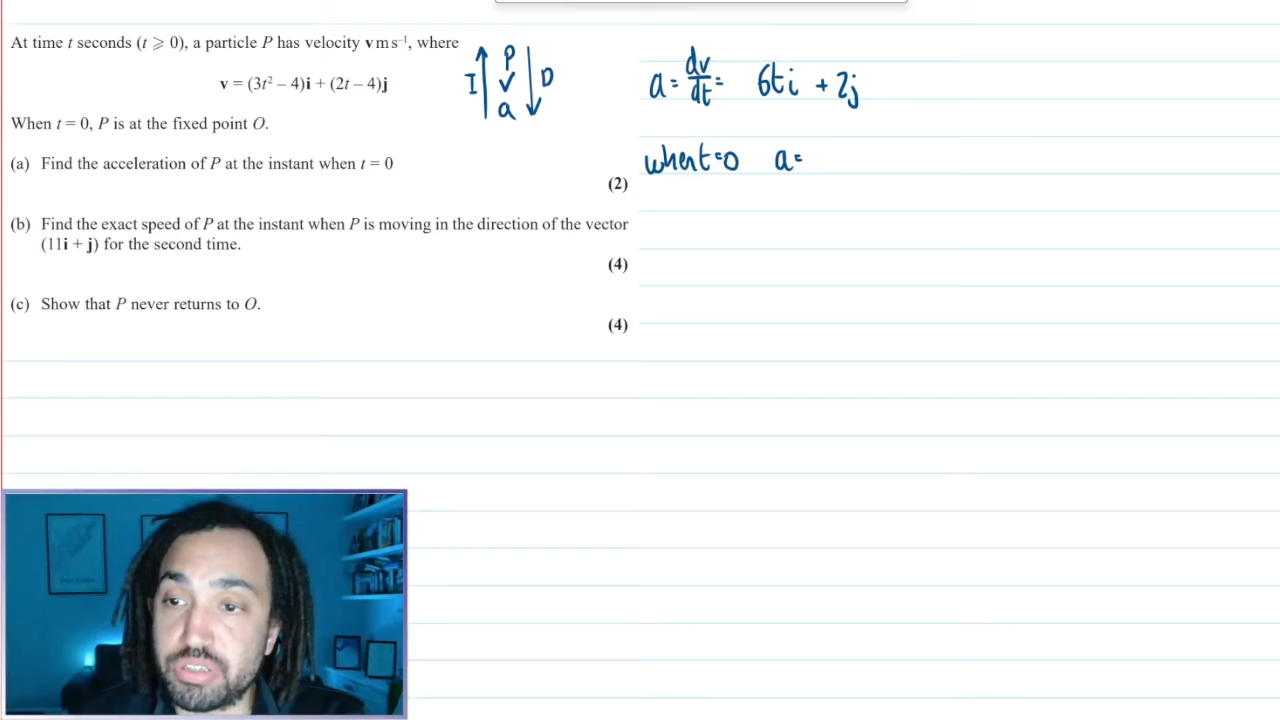 At time t seconds (t ⩾ 0), a particle P has velocity v m s⁻¹, where
v = (3t² – 4)i + (2t – 4)j
When t = 0, P is at the fixed point O.
(a) Find the acceleration of P at the instant when t = 0
(2)
(b) Find the exact speed of P at the instant when P is moving in the direction of the vector
(11i + j) for the second time.
(4)
(c) Show that P never returns to O.
(4)
I ↑ P v a ↓ D
a = dv/dt = 6ti + 2j
when t=0 a=